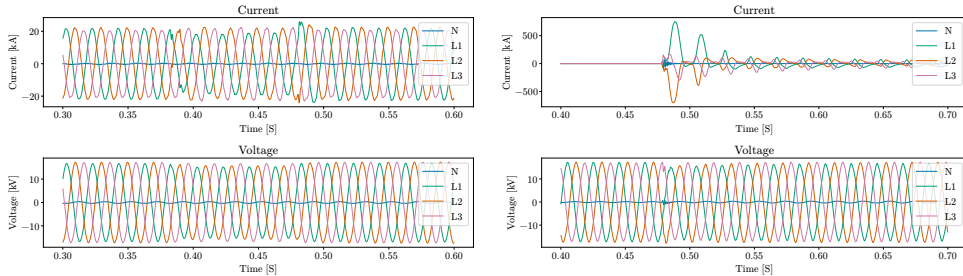 Current
Current [kA]
20
0
−20
0.30 0.35 0.40 0.45 0.50 0.55 0.60
Time [S]
N
L1
L2
L3
Current
Current [kA]
500
0
−500
0.40 0.45 0.50 0.55 0.60 0.65 0.70
Time [S]
N
L1
L2
L3
Voltage
Voltage [kV]
10
0
−10
0.30 0.35 0.40 0.45 0.50 0.55 0.60
Time [S]
N
L1
L2
L3
Voltage
Voltage [kV]
10
0
−10
0.40 0.45 0.50 0.55 0.60 0.65 0.70
Time [S]
N
L1
L2
L3